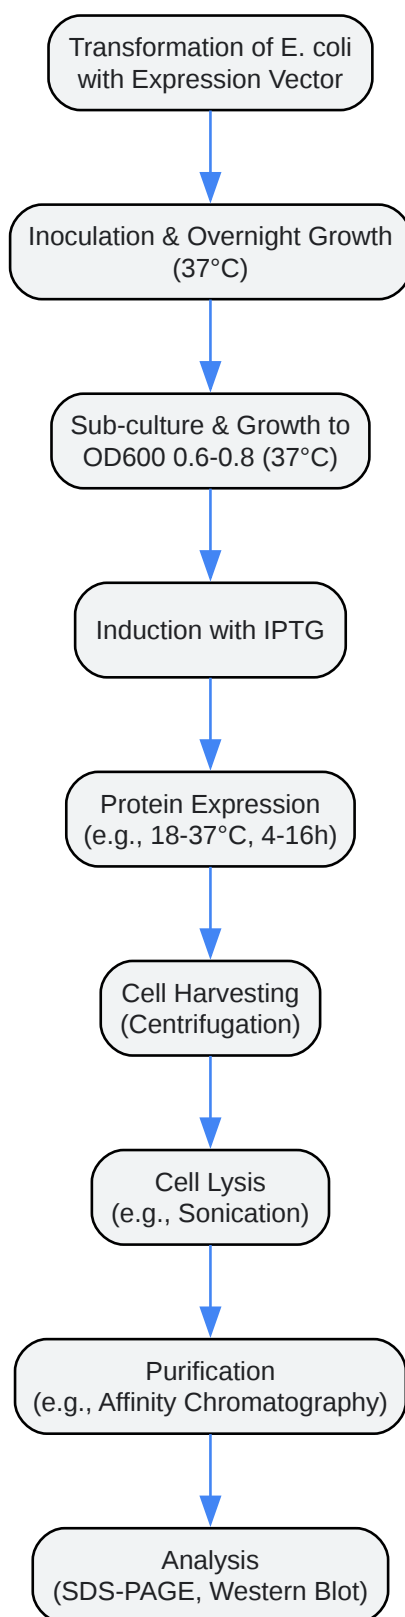 Transformation of E. coli
with Expression Vector
Inoculation & Overnight Growth
(37°C)
Sub-culture & Growth to
OD600 0.6-0.8 (37°C)
Induction with IPTG
Protein Expression
(e.g., 18-37°C, 4-16h)
Cell Harvesting
(Centrifugation)
Cell Lysis
(e.g., Sonication)
Purification
(e.g., Affinity Chromatography)
Analysis
(SDS-PAGE, Western Blot)